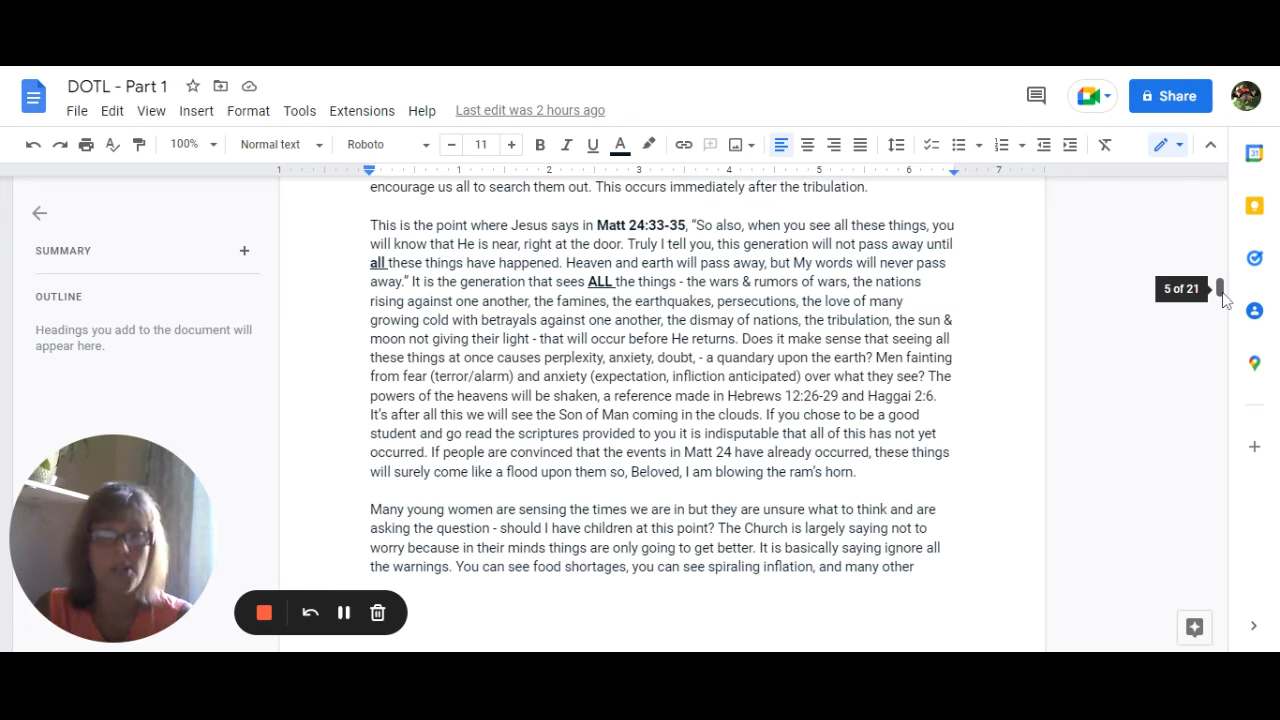 DOTL - Part 1
File Edit View Insert Format Tools Extensions Help Last edit was 2 hours ago
Share
100% Normal text Roboto 11
1 1 2 3 4 5 6 7
SUMMARY
OUTLINE
Headings you add to the document will
appear here.
encourage us all to search them out. This occurs immediately after the tribulation.
This is the point where Jesus says in Matt 24:33-35, “So also, when you see all these things, you
will know that He is near, right at the door. Truly I tell you, this generation will not pass away until
all these things have happened. Heaven and earth will pass away, but My words will never pass
away.” It is the generation that sees ALL the things - the wars & rumors of wars, the nations
rising against one another, the famines, the earthquakes, persecutions, the love of many
growing cold with betrayals against one another, the dismay of nations, the tribulation, the sun &
moon not giving their light - that will occur before He returns. Does it make sense that seeing all
these things at once causes perplexity, anxiety, doubt, - a quandary upon the earth? Men fainting
from fear (terror/alarm) and anxiety (expectation, infliction anticipated) over what they see? The
powers of the heavens will be shaken, a reference made in Hebrews 12:26-29 and Haggai 2:6.
It’s after all this we will see the Son of Man coming in the clouds. If you chose to be a good
student and go read the scriptures provided to you it is indisputable that all of this has not yet
occurred. If people are convinced that the events in Matt 24 have already occurred, these things
will surely come like a flood upon them so, Beloved, I am blowing the ram’s horn.
Many young women are sensing the times we are in but they are unsure what to think and are
asking the question - should I have children at this point? The Church is largely saying not to
worry because in their minds things are only going to get better. It is basically saying ignore all
the warnings. You can see food shortages, you can see spiraling inflation, and many other
5 of 21
31